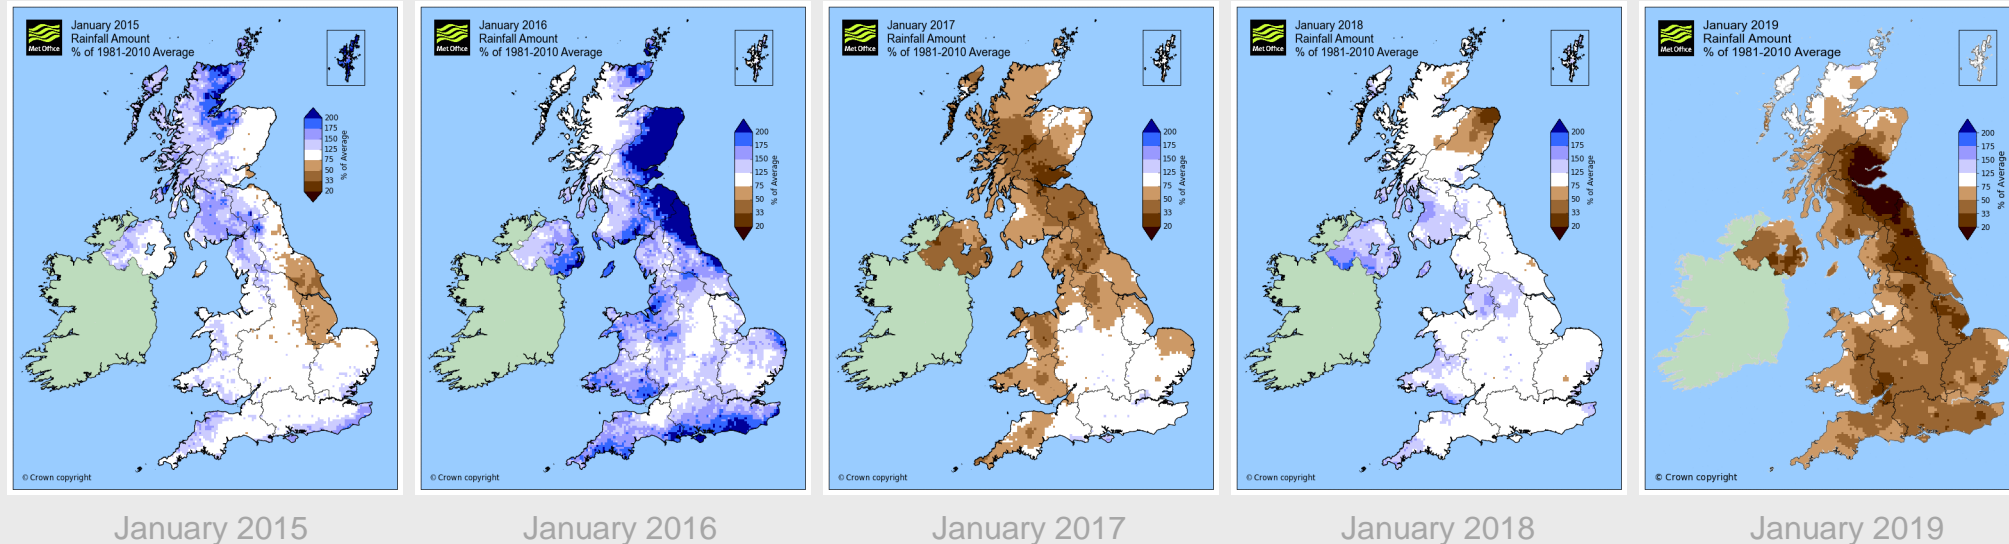 January 2015
Rainfall Amount
% of 1981-2010 Average
Met Office
200
175
150
125
75
50
33
20
% of Average
© Crown copyright
January 2015
January 2016
Rainfall Amount
% of 1981-2010 Average
Met Office
200
175
150
125
75
50
33
20
% of Average
© Crown copyright
January 2016
January 2017
Rainfall Amount
% of 1981-2010 Average
Met Office
200
175
150
125
75
50
33
20
% of Average
© Crown copyright
January 2017
January 2018
Rainfall Amount
% of 1981-2010 Average
Met Office
200
175
150
125
75
50
33
20
% of Average
© Crown copyright
January 2018
January 2019
Rainfall Amount
% of 1981-2010 Average
Met Office
200
175
150
125
75
50
33
20
% of Average
© Crown copyright
January 2019